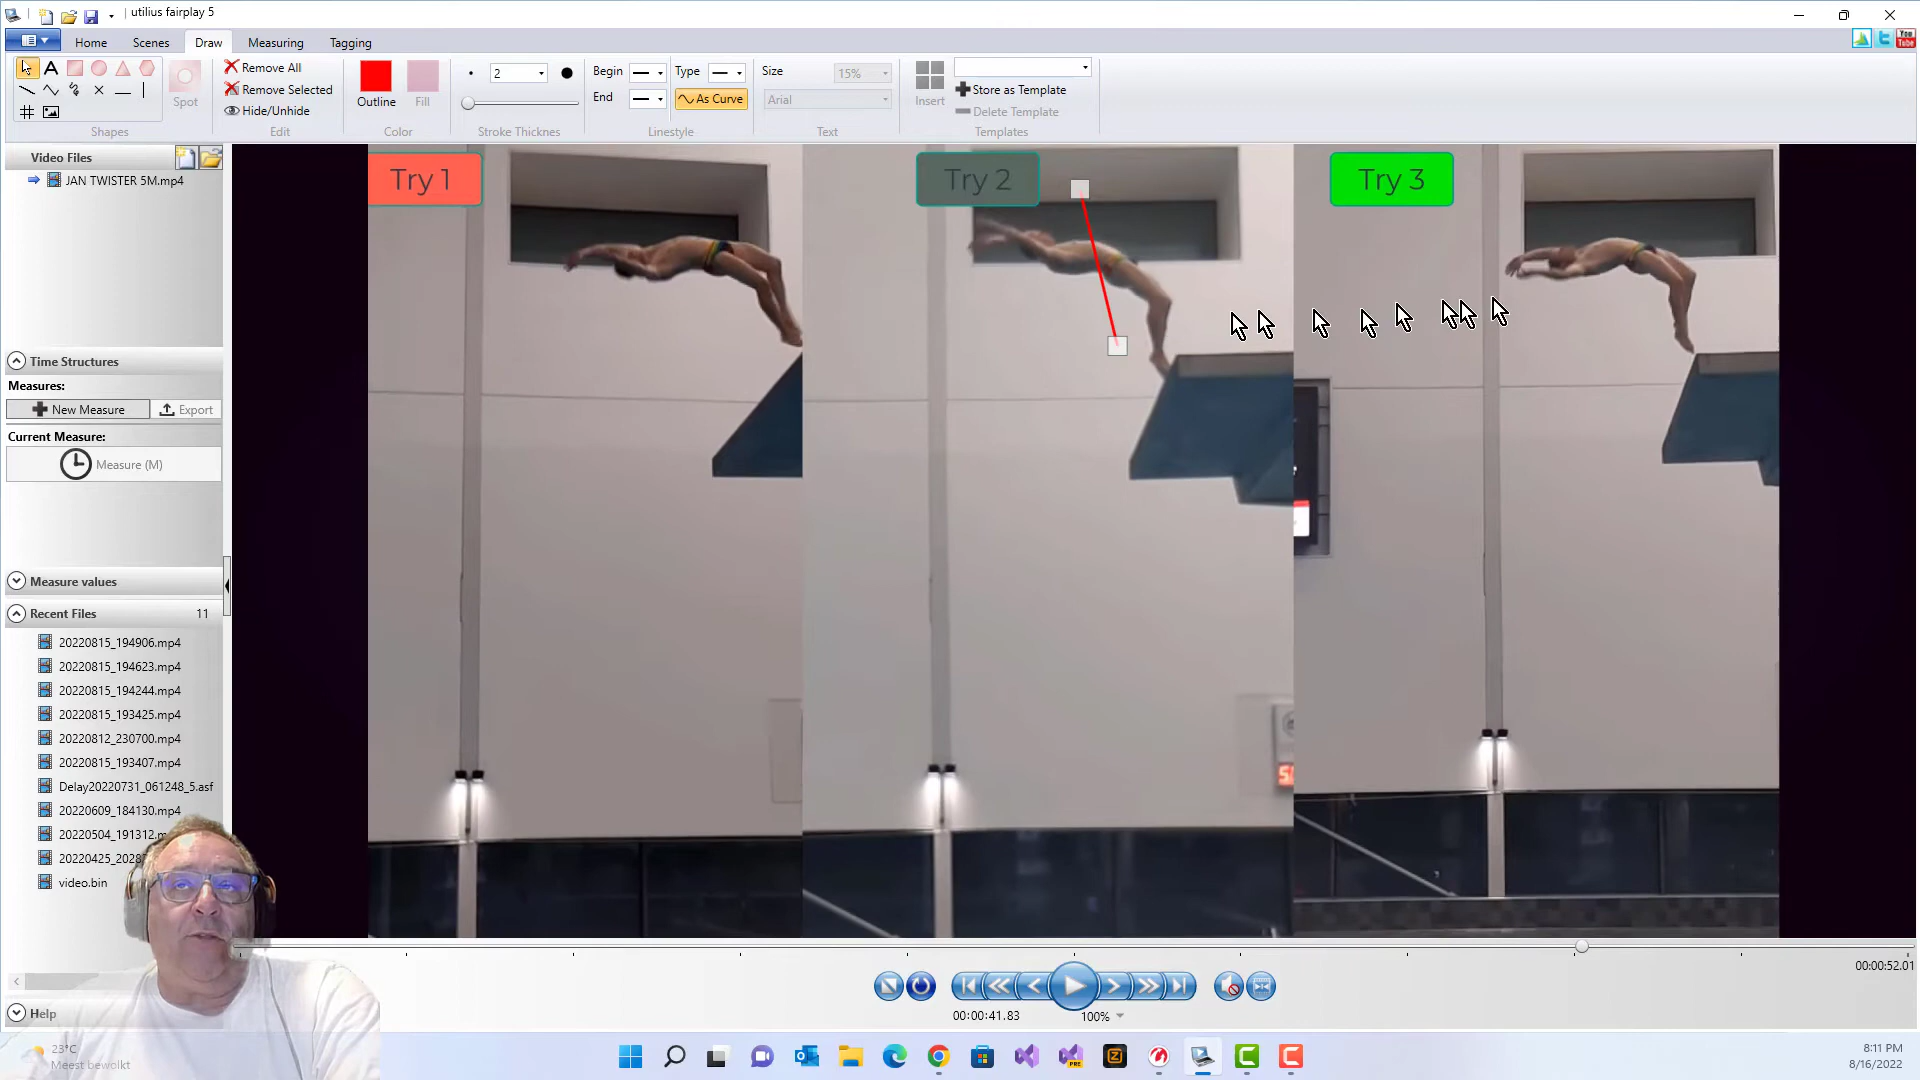 utilius fairplay 5
Home Scenes Draw Measuring Tagging
You
Tube
Spot
Shapes
Remove All
Remove Selected
Hide/Unhide
Edit
Outline Fill
Color
2
Stroke Thicknes
Begin Type
End As Curve
Linestyle
Size 15%
Arial
Text
Insert
Store as Template
Delete Template
Templates
Video Files
JAN TWISTER 5M.mp4
Time Structures
Measures:
New Measure Export
Current Measure:
Measure (M)
Measure values
Recent Files 11
20220815_194906.mp4
20220815_194623.mp4
20220815_194244.mp4
20220815_193425.mp4
20220812_230700.mp4
20220815_193407.mp4
Delay20220731_061248_5.asf
20220609_184130.mp4
20220504_191312.m
20220425_202
video.bin
Help
Try 1
Try 2
Try 3
00:00:52.01
00:00:41.83
100%
23°C
Meest bewolkt
PRE
8:11 PM
8/16/2022